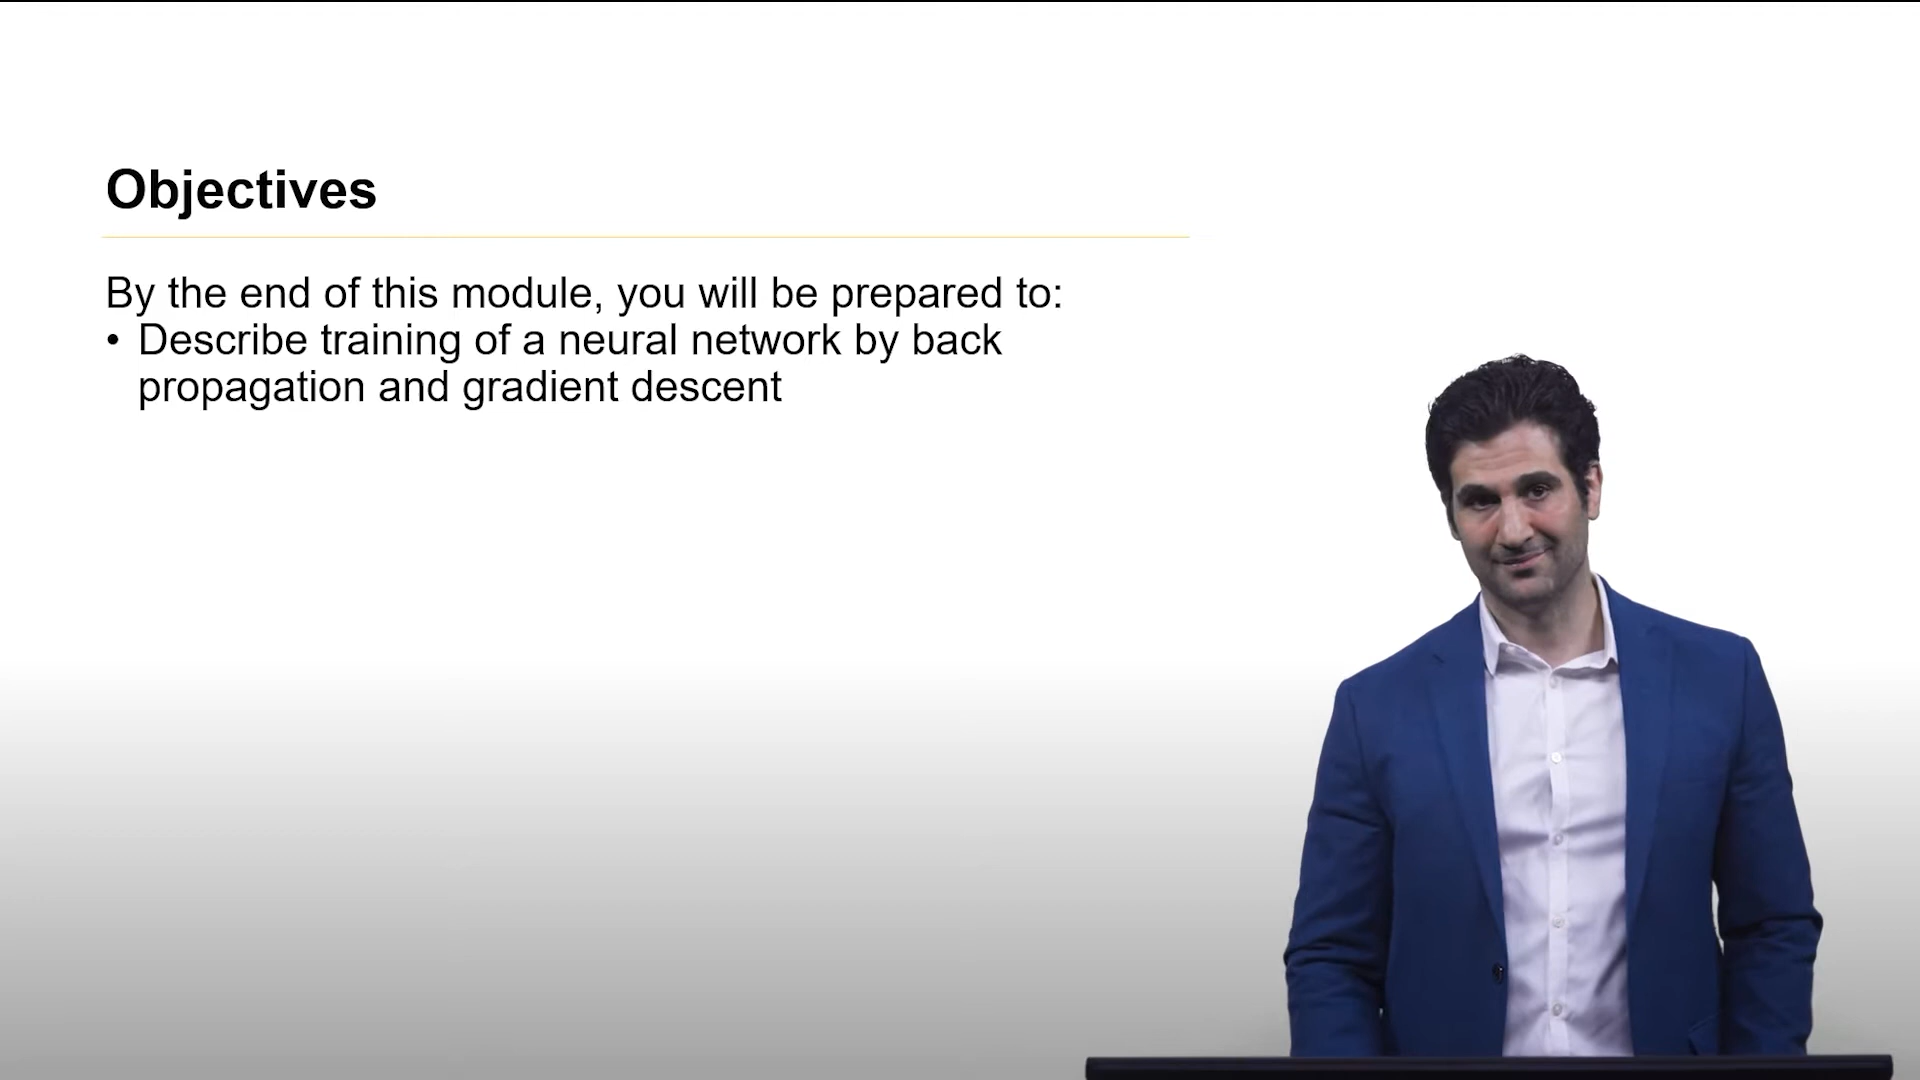 Objectives
By the end of this module, you will be prepared to:
• Describe training of a neural network by back
propagation and gradient descent